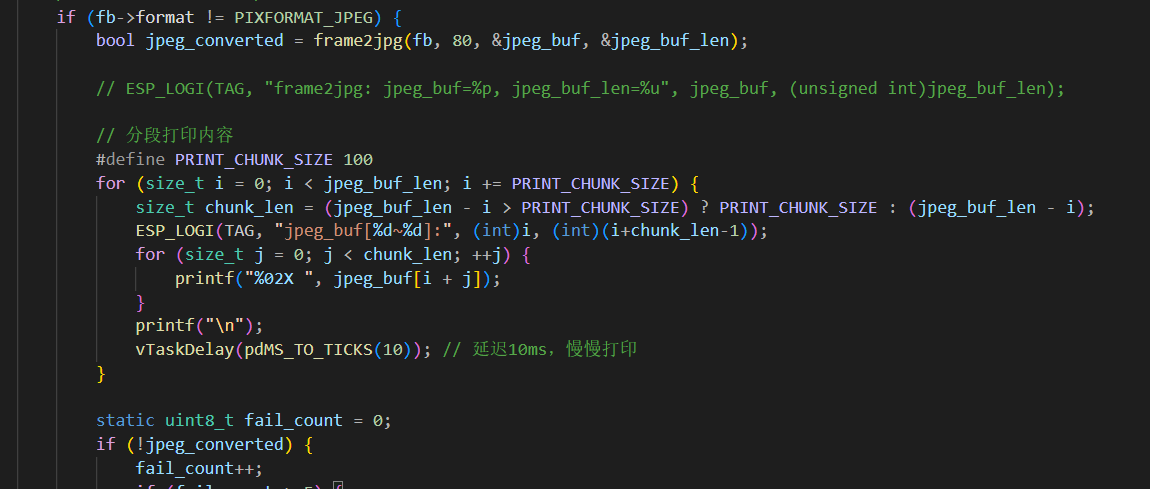 if (fb->format != PIXFORMAT_JPEG) {
bool jpeg_converted = frame2jpg(fb, 80, &jpeg_buf, &jpeg_buf_len);
// ESP_LOGI(TAG, "frame2jpg: jpeg_buf=%p, jpeg_buf_len=%u", jpeg_buf, (unsigned int)jpeg_buf_len);
// 分段打印内容
#define PRINT_CHUNK_SIZE 100
for (size_t i = 0; i < jpeg_buf_len; i += PRINT_CHUNK_SIZE) {
size_t chunk_len = (jpeg_buf_len - i > PRINT_CHUNK_SIZE) ? PRINT_CHUNK_SIZE : (jpeg_buf_len - i);
ESP_LOGI(TAG, "jpeg_buf[%d~%d]:", (int)i, (int)(i+chunk_len-1));
for (size_t j = 0; j < chunk_len; ++j) {
printf("%02X ", jpeg_buf[i + j]);
}
printf("\n");
vTaskDelay(pdMS_TO_TICKS(10)); // 延迟10ms，慢慢打印
}
static uint8_t fail_count = 0;
if (!jpeg_converted) {
fail_count++;